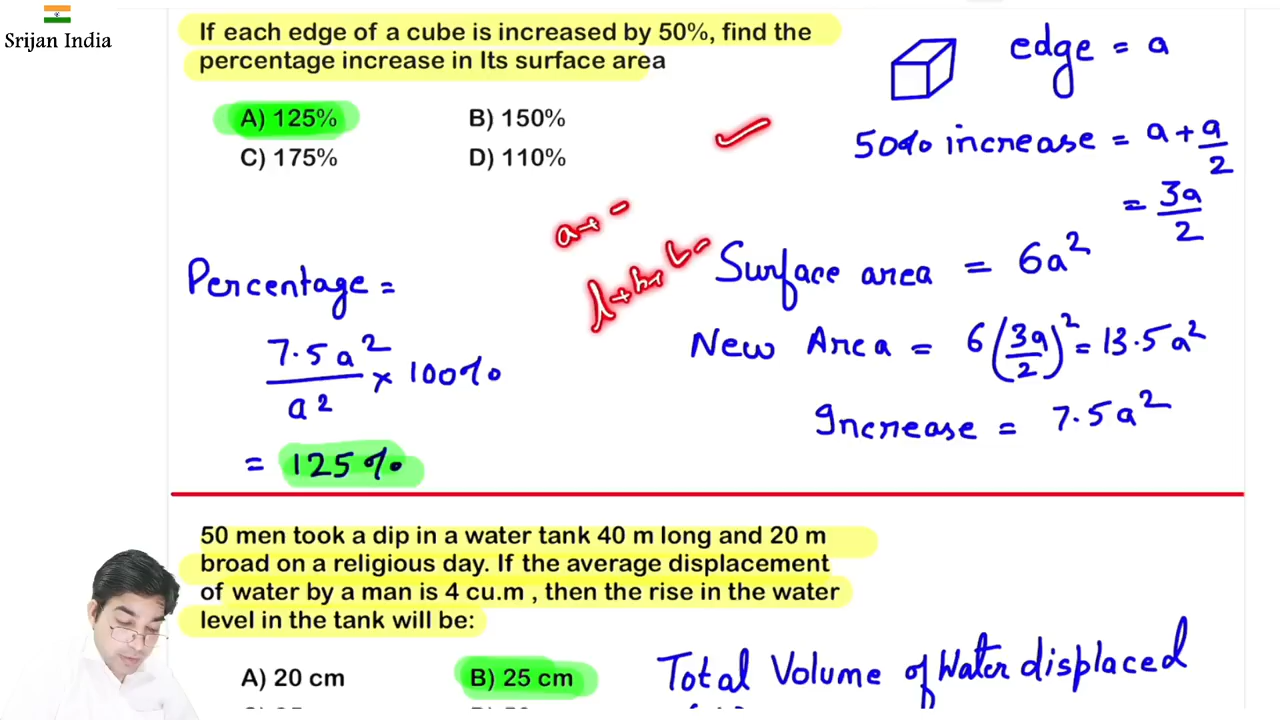 Srijan India
If each edge of a cube is increased by 50%, find the
percentage increase in Its surface area
A) 125%
B) 150%
C) 175%
D) 110%
edge = a
50% increase = a + a/2
= 3a/2
a + -
l + h + b -
Surface area = 6a²
New Area = 6(3a/2)² = 13.5a²
Increase = 7.5a²
Percentage =
7.5a²/a² × 100%
= 125%
50 men took a dip in a water tank 40 m long and 20 m
broad on a religious day. If the average displacement
of water by a man is 4 cu.m , then the rise in the water
level in the tank will be:
A) 20 cm
B) 25 cm
Total Volume of Water displaced